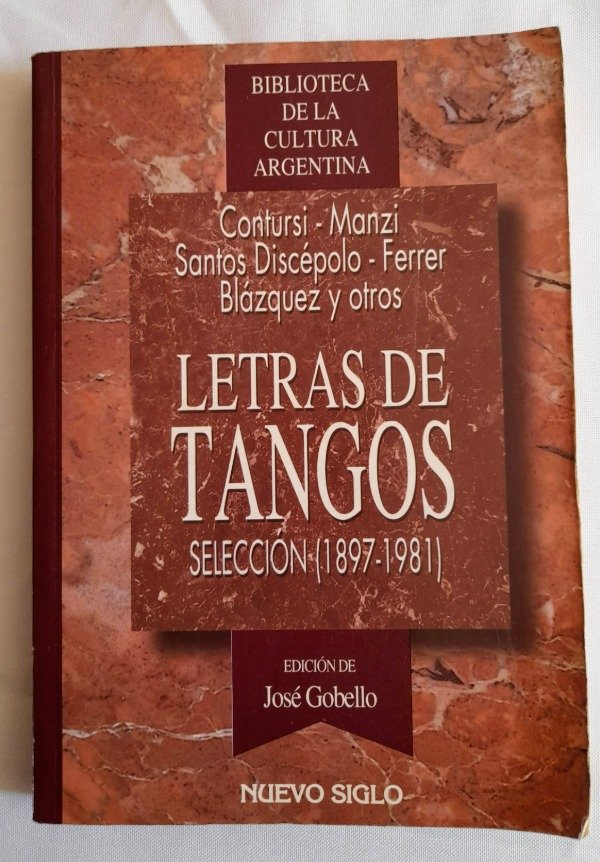 BIBLIOTECA
DE LA
CULTURA
ARGENTINA
Contursi - Manzi
Santos Discépolo - Ferrer
Blázquez y otros
LETRAS DE
TANGOS
SELECCIÓN (1897-1981)
EDICIÓN DE
José Gobello
NUEVO SIGLO